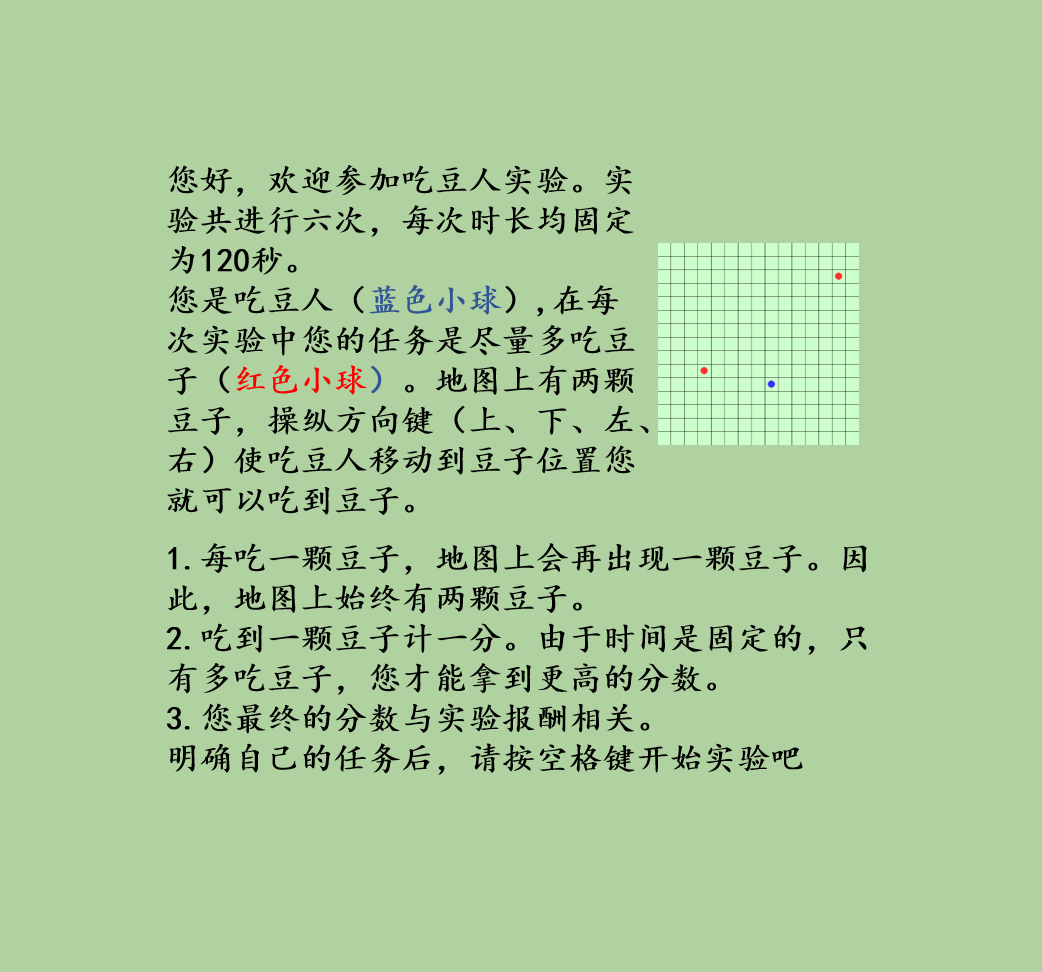 您好，欢迎参加吃豆人实验。实
验共进行六次，每次时长均固定
为120秒。
您是吃豆人（蓝色小球）,在每
次实验中您的任务是尽量多吃豆
子（红色小球）。地图上有两颗
豆子，操纵方向键（上、下、左、
右）使吃豆人移动到豆子位置您
就可以吃到豆子。
1.每吃一颗豆子，地图上会再出现一颗豆子。因
此，地图上始终有两颗豆子。
2.吃到一颗豆子计一分。由于时间是固定的，只
有多吃豆子，您才能拿到更高的分数。
3.您最终的分数与实验报酬相关。
明确自己的任务后，请按空格键开始实验吧